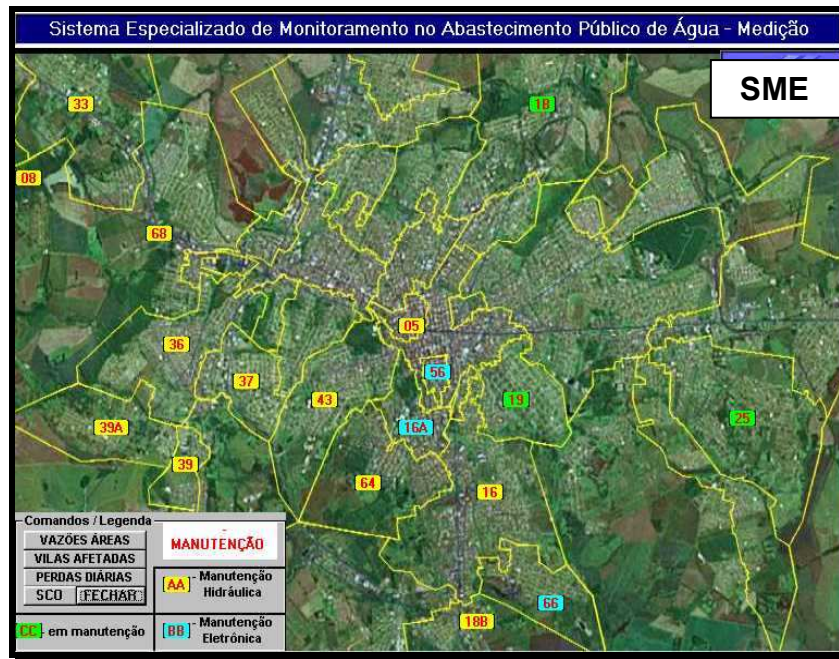 Sistema Especializado de Monitoramento no Abastecimento Público de Água - Medição
SME
33
1B
08
68
05
36
56
37
19
43
25
39A
16A
39
64
16
66
18B
Comandos / Legenda
VAZÕES ÁREAS
VILAS AFETADAS
PERDAS DIÁRIAS
SCO FECHAR
- MANUTENÇÃO
AA - Manutenção
Hidráulica
CC - em manutenção
BB - Manutenção
Eletrónica